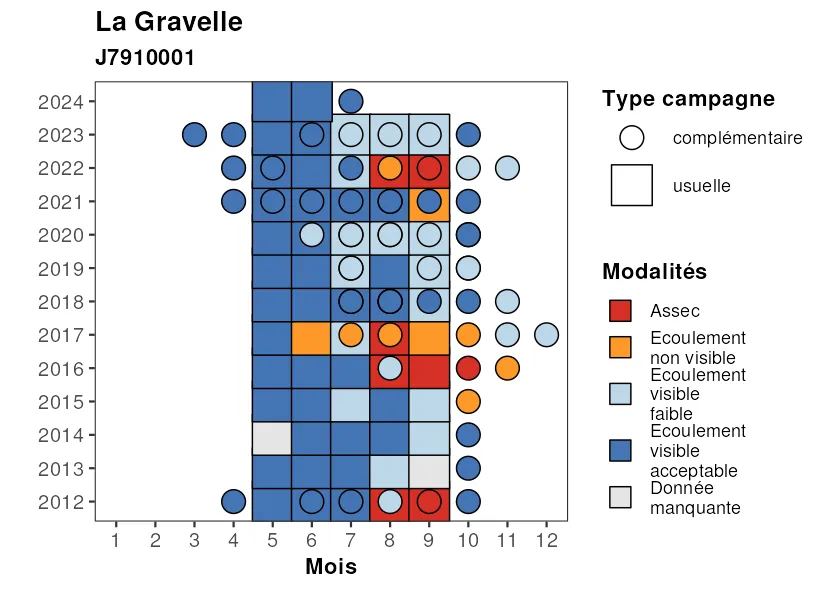 La Gravelle
J7910001
2024
2023
2022
2021
2020
2019
2018
2017
2016
2015
2014
2013
2012
1 2 3 4 5 6 7 8 9 10 11 12
Mois
Type campagne
complémentaire
usuelle
Modalités
Assec
Ecoulement
non visible
Ecoulement
visible
faible
Ecoulement
visible
acceptable
Donnée
manquante